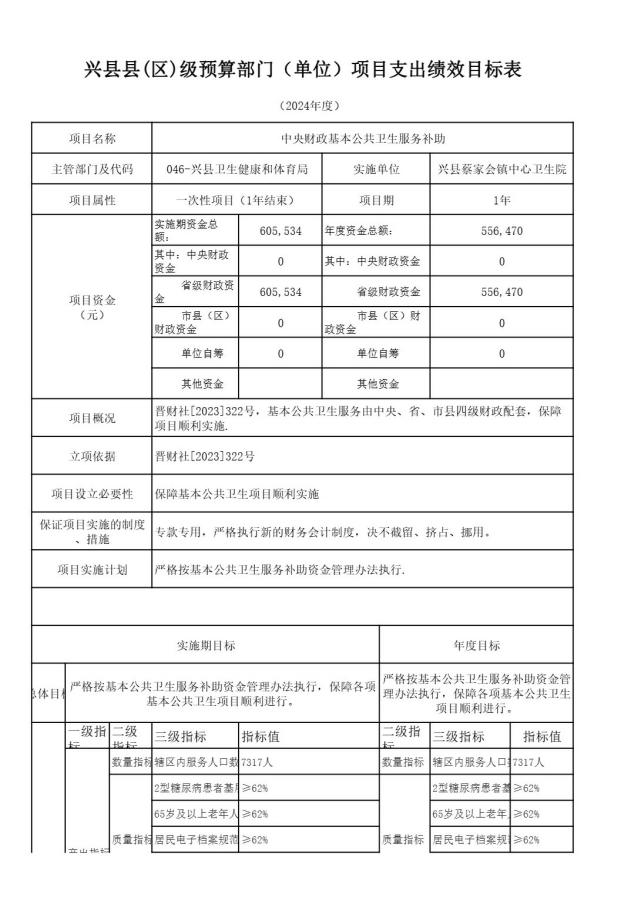 兴县县(区)级预算部门（单位）项目支出绩效目标表
（2024年度）
项目名称 中央财政基本公共卫生服务补助
主管部门及代码 046-兴县卫生健康和体育局 实施单位 兴县蔡家会镇中心卫生院
项目属性 一次性项目（1年结束） 项目期 1年
项目资金
（元）
实施期资金总
额：
605,534 年度资金总额： 556,470
其中：中央财政
资金
0 其中：中央财政资金 0
省级财政资
金
605,534 省级财政资金 556,470
市县（区）
财政资金
0
市县（区）财
政资金
0
单位自筹 0 单位自筹 0
其他资金 其他资金
项目概况
晋财社[2023]322号，基本公共卫生服务由中央、省、市县四级财政配套，保障
项目顺利实施.
立项依据 晋财社[2023]322号
项目设立必要性 保障基本公共卫生项目顺利实施
保证项目实施的制度
、措施
专款专用，严格执行新的财务会计制度，决不截留、挤占、挪用。
项目实施计划 严格按基本公共卫生服务补助资金管理办法执行.
实施期目标 年度目标
总体目标
严格按基本公共卫生服务补助资金管理办法执行，保障各项
基本公共卫生项目顺利进行。
严格按基本公共卫生服务补助资金管
理办法执行，保障各项基本公共卫生
项目顺利进行。
一级指
标
二级
指标
三级指标 指标值
二级指
标
三级指标 指标值
数量指标 辖区内服务人口数 7317人 数量指标 辖区内服务人口 7317人
2型糖尿病患者基 ≥62% 2型糖尿病患者 ≥62%
65岁及以上老年人 ≥62% 65岁及以上老年 ≥62%
质量指标 居民电子档案规范 ≥62% 质量指标 居民电子档案规 ≥62%
产出指标